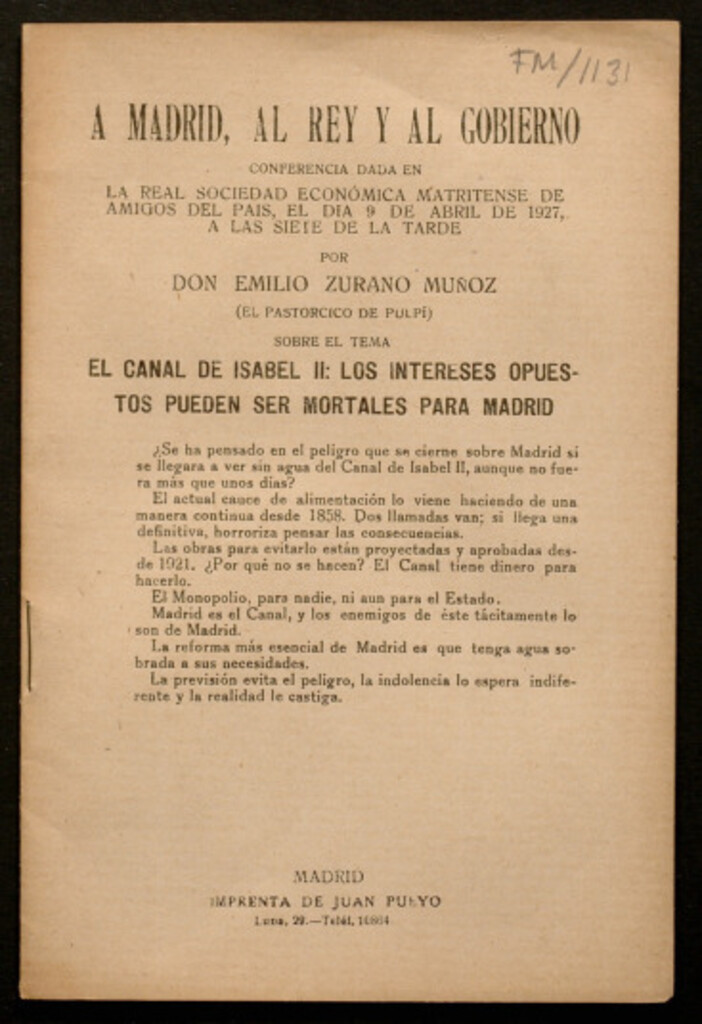 FM/1131
A MADRID, AL REY Y AL GOBIERNO
CONFERENCIA DADA EN
LA REAL SOCIEDAD ECONÓMICA MATRITENSE DE
AMIGOS DEL PAIS, EL DIA 9 DE ABRIL DE 1927,
A LAS SIETE DE LA TARDE
POR
DON EMILIO ZURANO MUÑOZ
(EL PASTORCICO DE PULPÍ)
SOBRE EL TEMA
EL CANAL DE ISABEL II: LOS INTERESES OPUES-
TOS PUEDEN SER MORTALES PARA MADRID
¿Se ha pensado en el peligro que se cierne sobre Madrid si
se llegara a ver sin agua del Canal de Isabel II, aunque no fue-
ra más que unos días?
El actual cauce de alimentación lo viene haciendo de una
manera continua desde 1858. Dos llamadas van; si llega una
definitiva, horroriza pensar las consecuencias.
Las obras para evitarlo están proyectadas y aprobadas des-
de 1921. ¿Por qué no se hacen? El Canal tiene dinero para
hacerlo.
El Monopolio, para nadie, ni aun para el Estado.
Madrid es el Canal, y los enemigos de éste tácitamente lo
son de Madrid.
La reforma más esencial de Madrid es que tenga agua so-
brada a sus necesidades.
La previsión evita el peligro, la indolencia lo espera indife-
rente y la realidad le castiga.
MADRID
IMPRENTA DE JUAN PUEYO
Luna, 29.—Teléf.